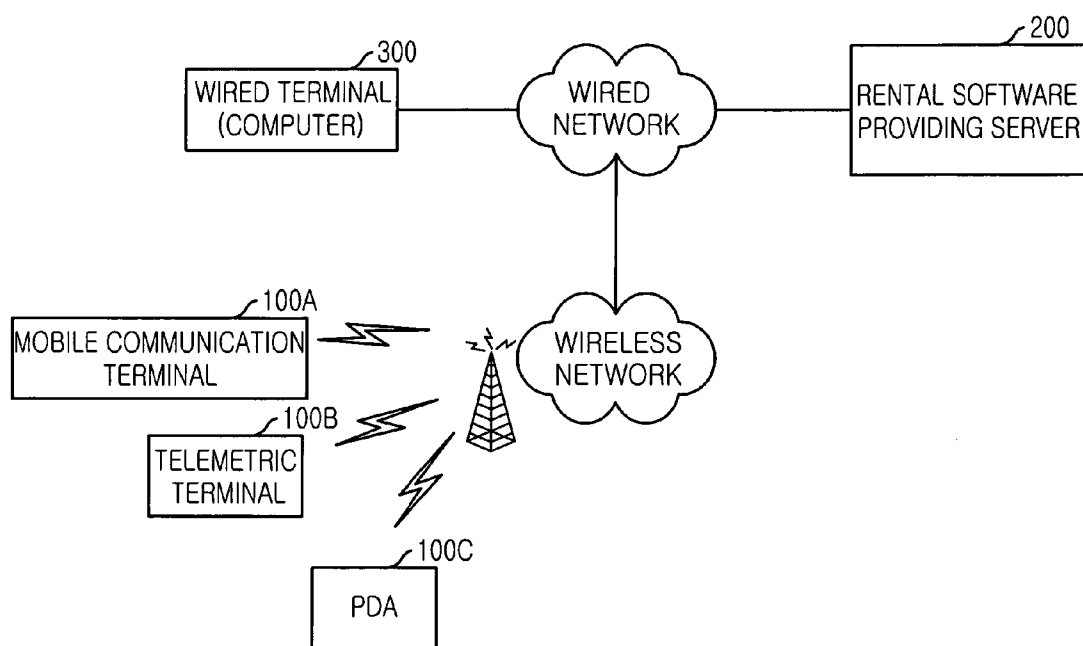 300
WIRED TERMINAL
(COMPUTER)
WIRED
NETWORK
200
RENTAL SOFTWARE
PROVIDING SERVER
100A
MOBILE COMMUNICATION
TERMINAL
WIRELESS
NETWORK
100B
TELEMETRIC
TERMINAL
100C
PDA